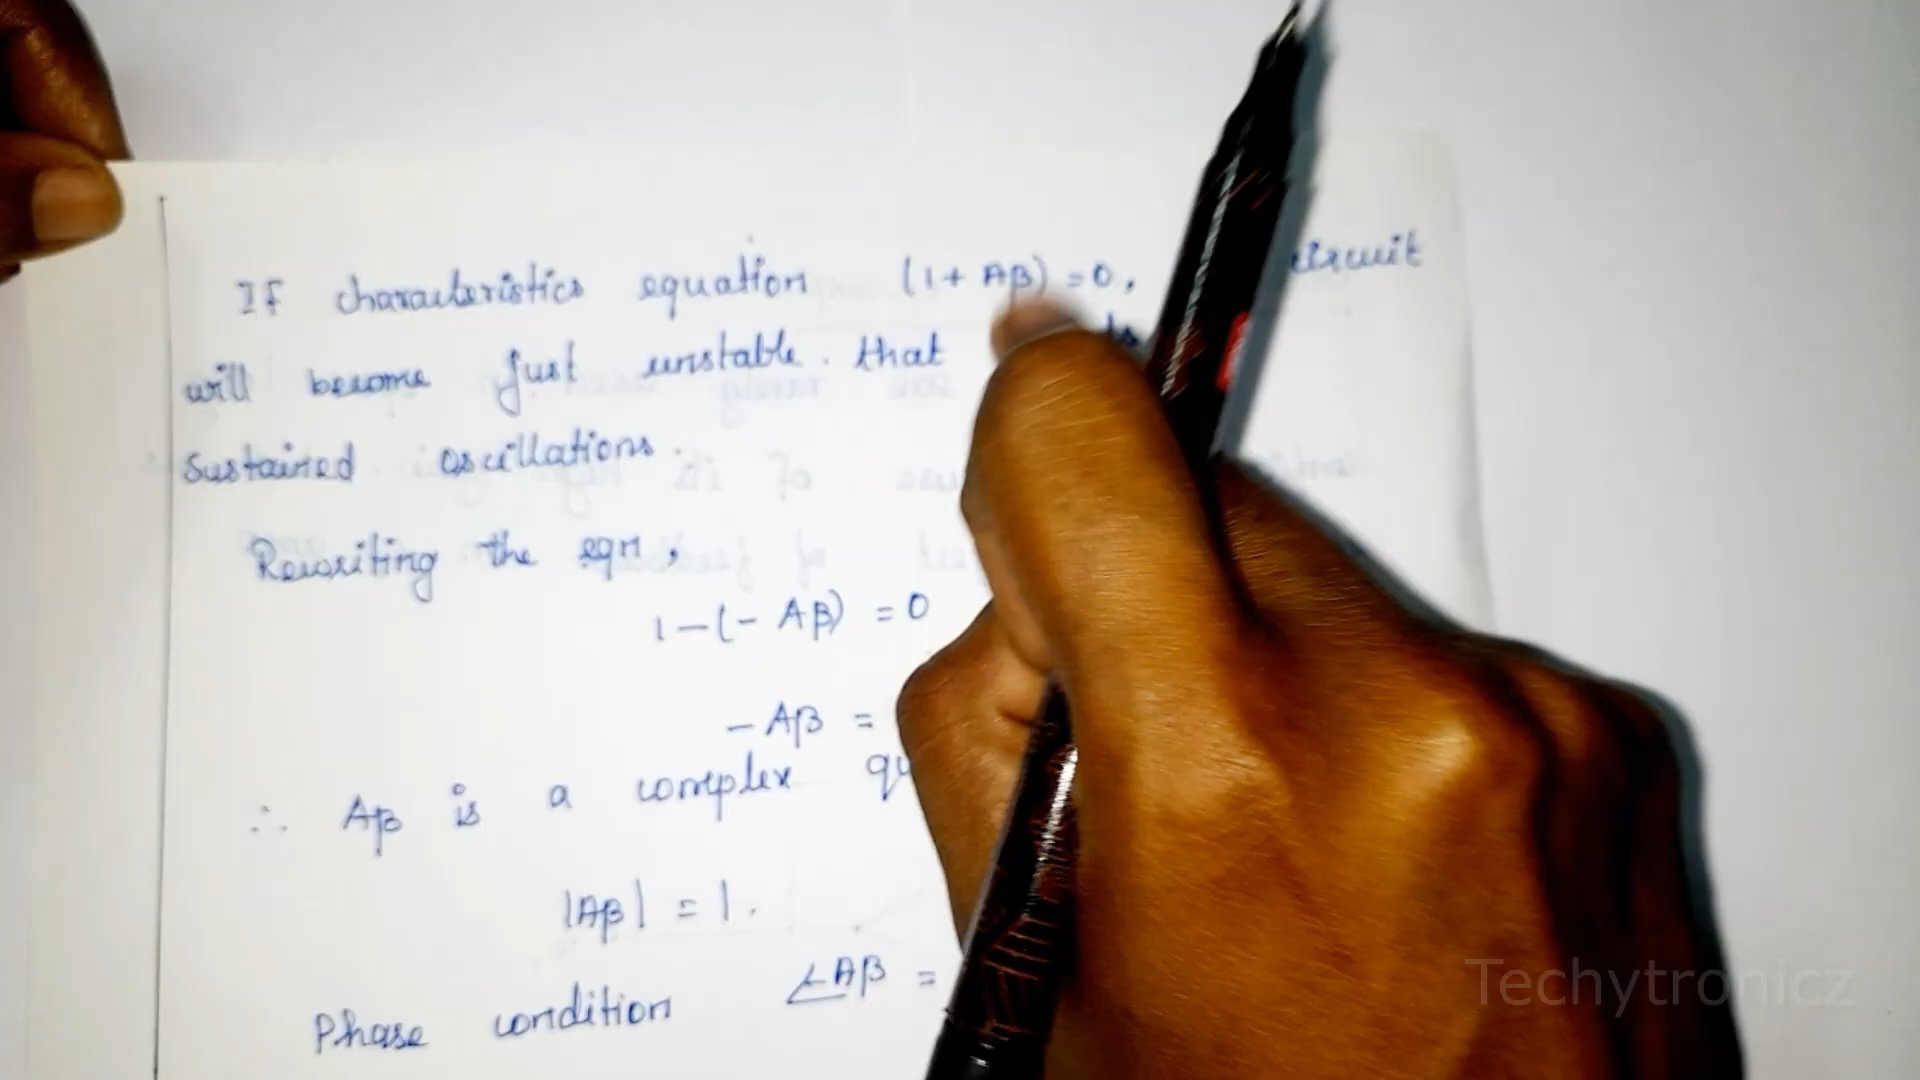 If characteristics equation (1 + Aβ) = 0, circuit
will become just unstable. that
sustained oscillations.
Rewriting the eqn,
1 - (- Aβ) = 0
- Aβ =
∴ Aβ is a complex
|Aβ| = 1.
Phase condition ∠Aβ =
Techytronicz